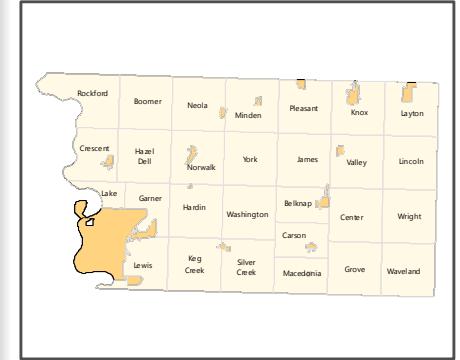 Rockford
Boomer
Neola
Minden
Pleasant
Knox
Layton
Crescent
Hazel
Dell
Norwalk
York
James
Valley
Lincoln
Lake
Garner
Hardin
Washington
Belknap
Carson
Center
Wright
Lewis
Keg
Creek
Silver
Creek
Macedonia
Grove
Waveland